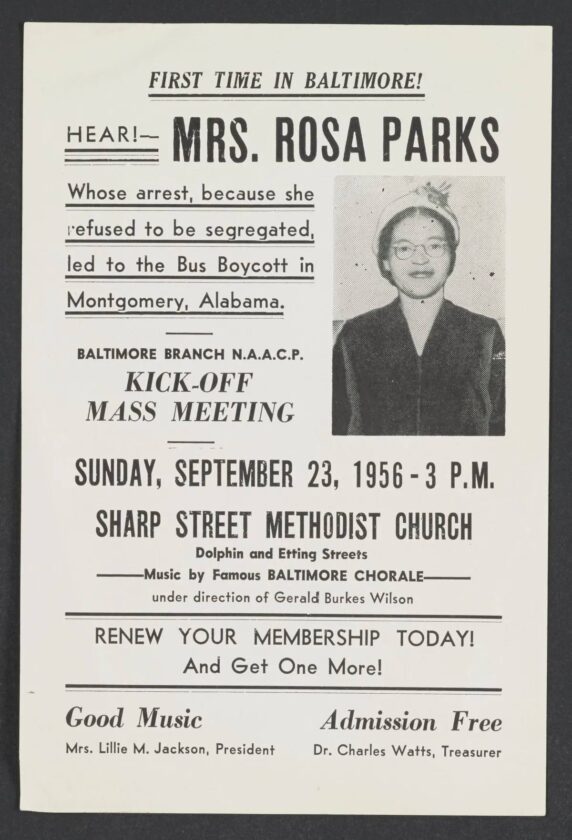 FIRST TIME IN BALTIMORE!
HEAR!— MRS. ROSA PARKS
Whose arrest, because she
refused to be segregated,
led to the Bus Boycott in
Montgomery, Alabama.
BALTIMORE BRANCH N.A.A.C.P.
KICK-OFF
MASS MEETING
SUNDAY, SEPTEMBER 23, 1956 - 3 P.M.
SHARP STREET METHODIST CHURCH
Dolphin and Etting Streets
—Music by Famous BALTIMORE CHORALE—
under direction of Gerald Burkes Wilson
RENEW YOUR MEMBERSHIP TODAY!
And Get One More!
Good Music Admission Free
Mrs. Lillie M. Jackson, President Dr. Charles Watts, Treasurer